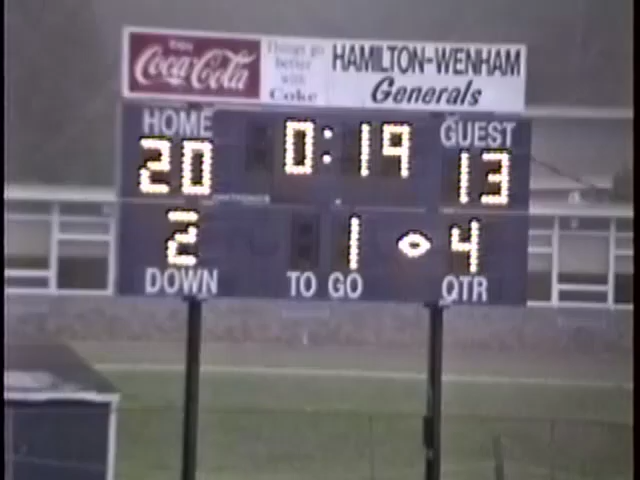 Enjoy
Coca-Cola
Things go
better
with
Coke
HAMILTON-WENHAM
Generals
HOME 0:19 GUEST
20 13
2 1 4
DOWN TO GO QTR